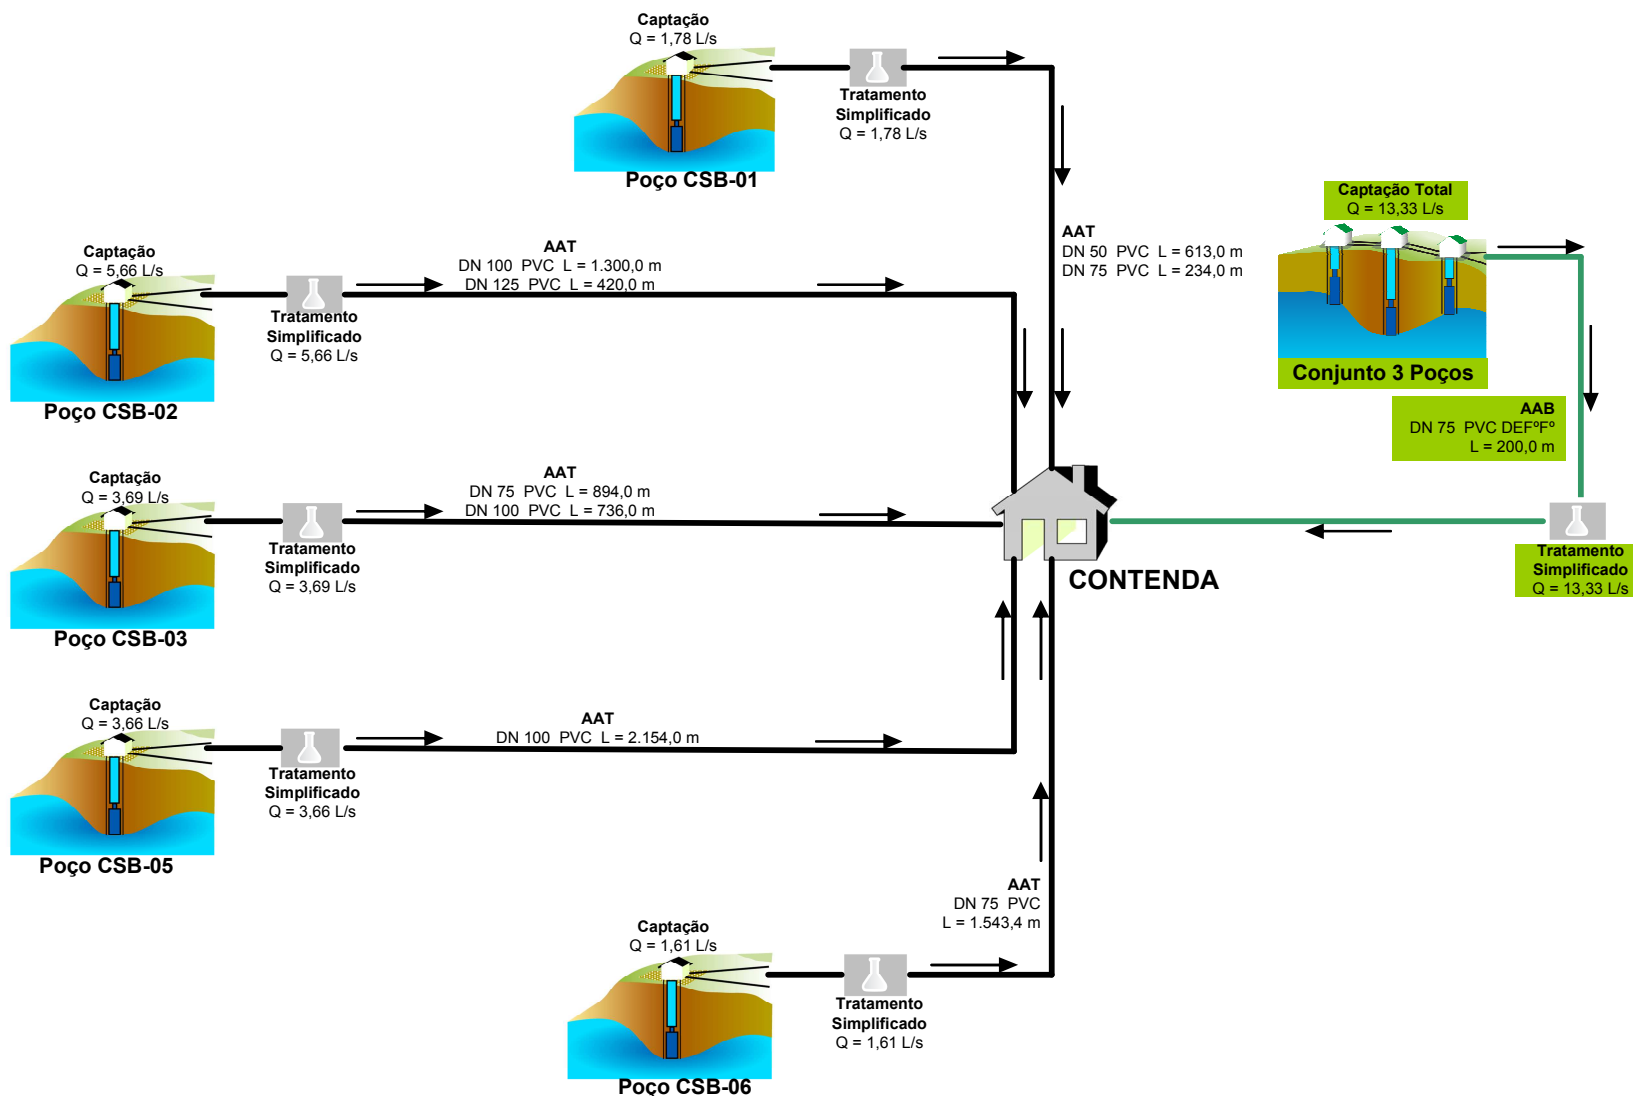 Captação
Q = 1,78 L/s
Tratamento
Simplificado
Q = 1,78 L/s
Poço CSB-01
AAT
DN 50 PVC L = 613,0 m
DN 75 PVC L = 234,0 m
Captação Total
Q = 13,33 L/s
Conjunto 3 Poços
AAB
DN 75 PVC DEFºFº
L = 200,0 m
Tratamento
Simplificado
Q = 13,33 L/s
Captação
Q = 5,66 L/s
Tratamento
Simplificado
Q = 5,66 L/s
Poço CSB-02
AAT
DN 100 PVC L = 1.300,0 m
DN 125 PVC L = 420,0 m
Captação
Q = 3,69 L/s
Tratamento
Simplificado
Q = 3,69 L/s
Poço CSB-03
AAT
DN 75 PVC L = 894,0 m
DN 100 PVC L = 736,0 m
CONTENDA
Captação
Q = 3,66 L/s
Tratamento
Simplificado
Q = 3,66 L/s
Poço CSB-05
AAT
DN 100 PVC L = 2.154,0 m
AAT
DN 75 PVC
L = 1.543,4 m
Captação
Q = 1,61 L/s
Tratamento
Simplificado
Q = 1,61 L/s
Poço CSB-06